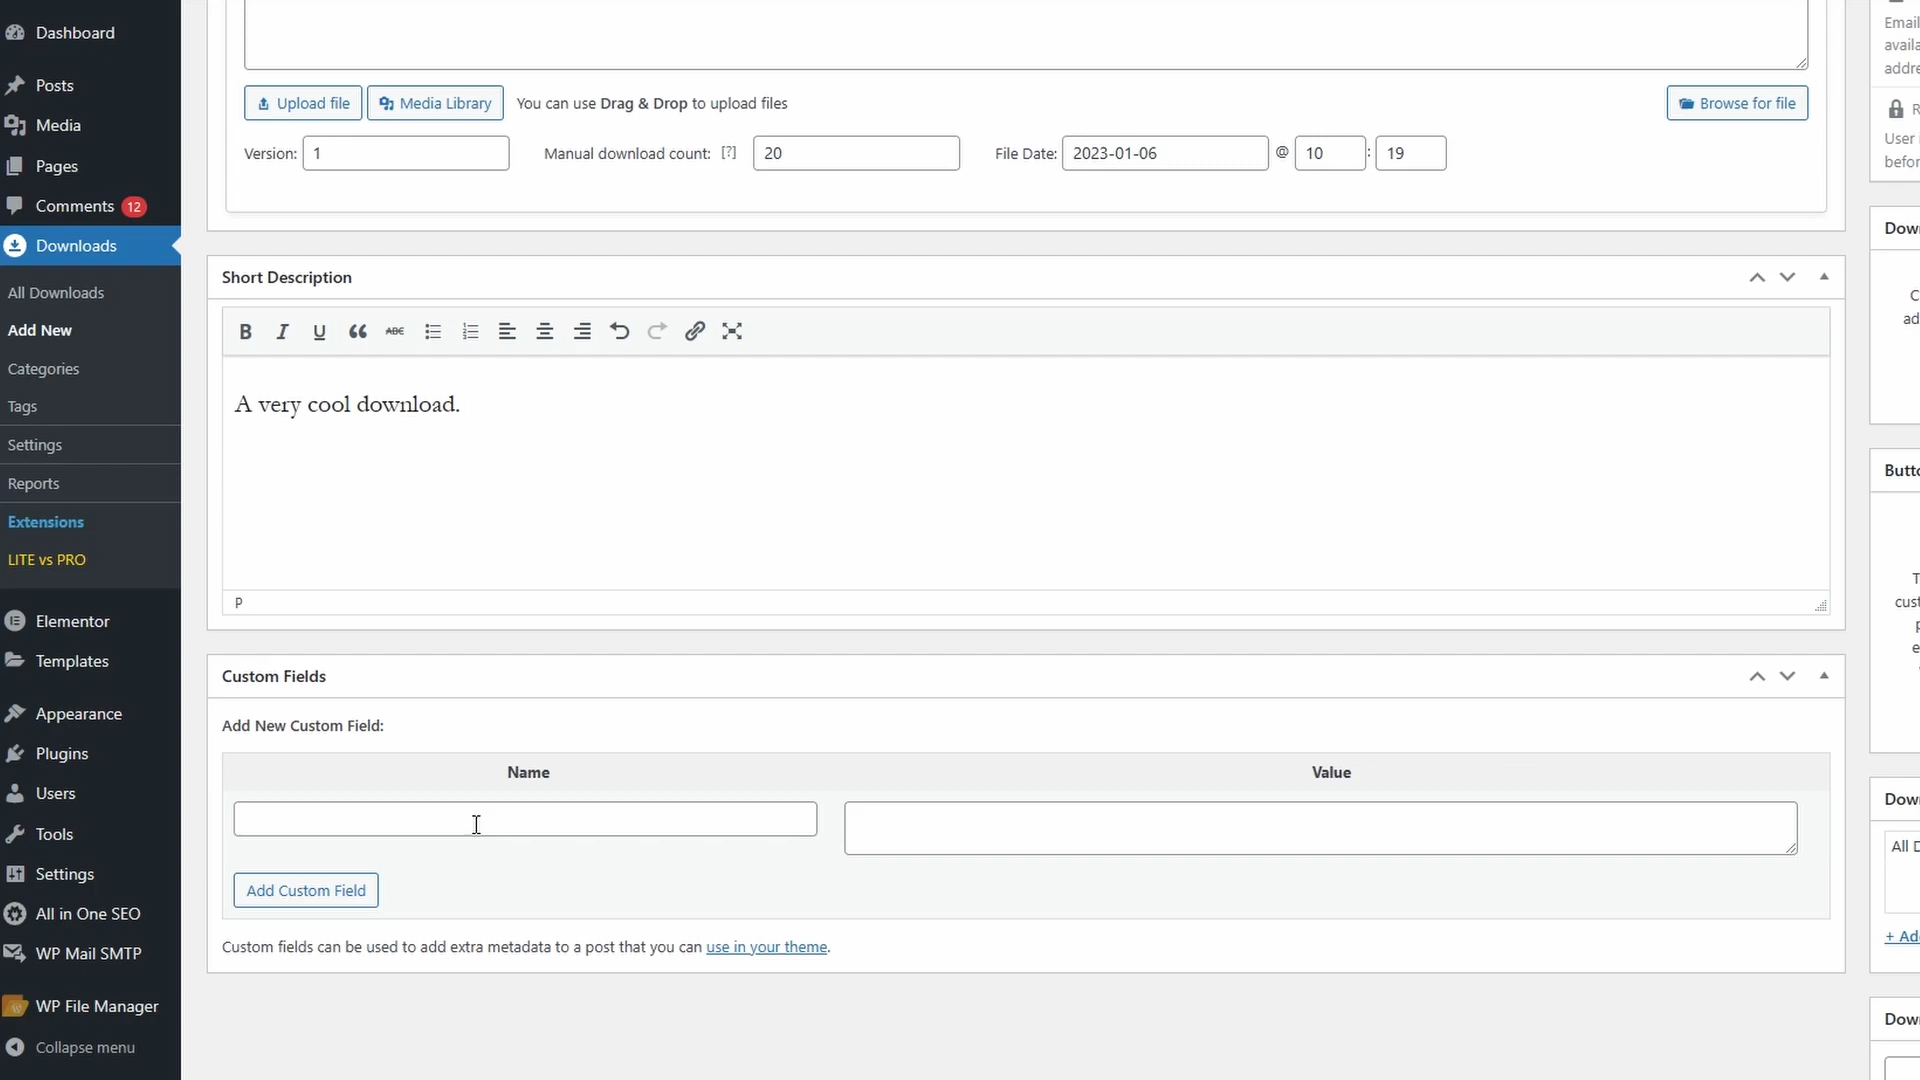 Dashboard
Posts
Media
Pages
Comments 12
Downloads
All Downloads
Add New
Categories
Tags
Settings
Reports
Extensions
LITE vs PRO
Elementor
Templates
Appearance
Plugins
Users
Tools
Settings
All in One SEO
WP Mail SMTP
WP File Manager
Collapse menu
Upload file
Media Library
You can use Drag & Drop to upload files
Browse for file
Version: 1
Manual download count: [?] 20
File Date: 2023-01-06 @ 10 : 19
Short Description
B I U ABC
A very cool download.
P
Custom Fields
Add New Custom Field:
Name Value
Add Custom Field
Custom fields can be used to add extra metadata to a post that you can use in your theme.
Email
availa
addre
R
User
befor
Dow
C
ad
Butto
T
cust
p
e
Dow
All D
+ Ad
Dow